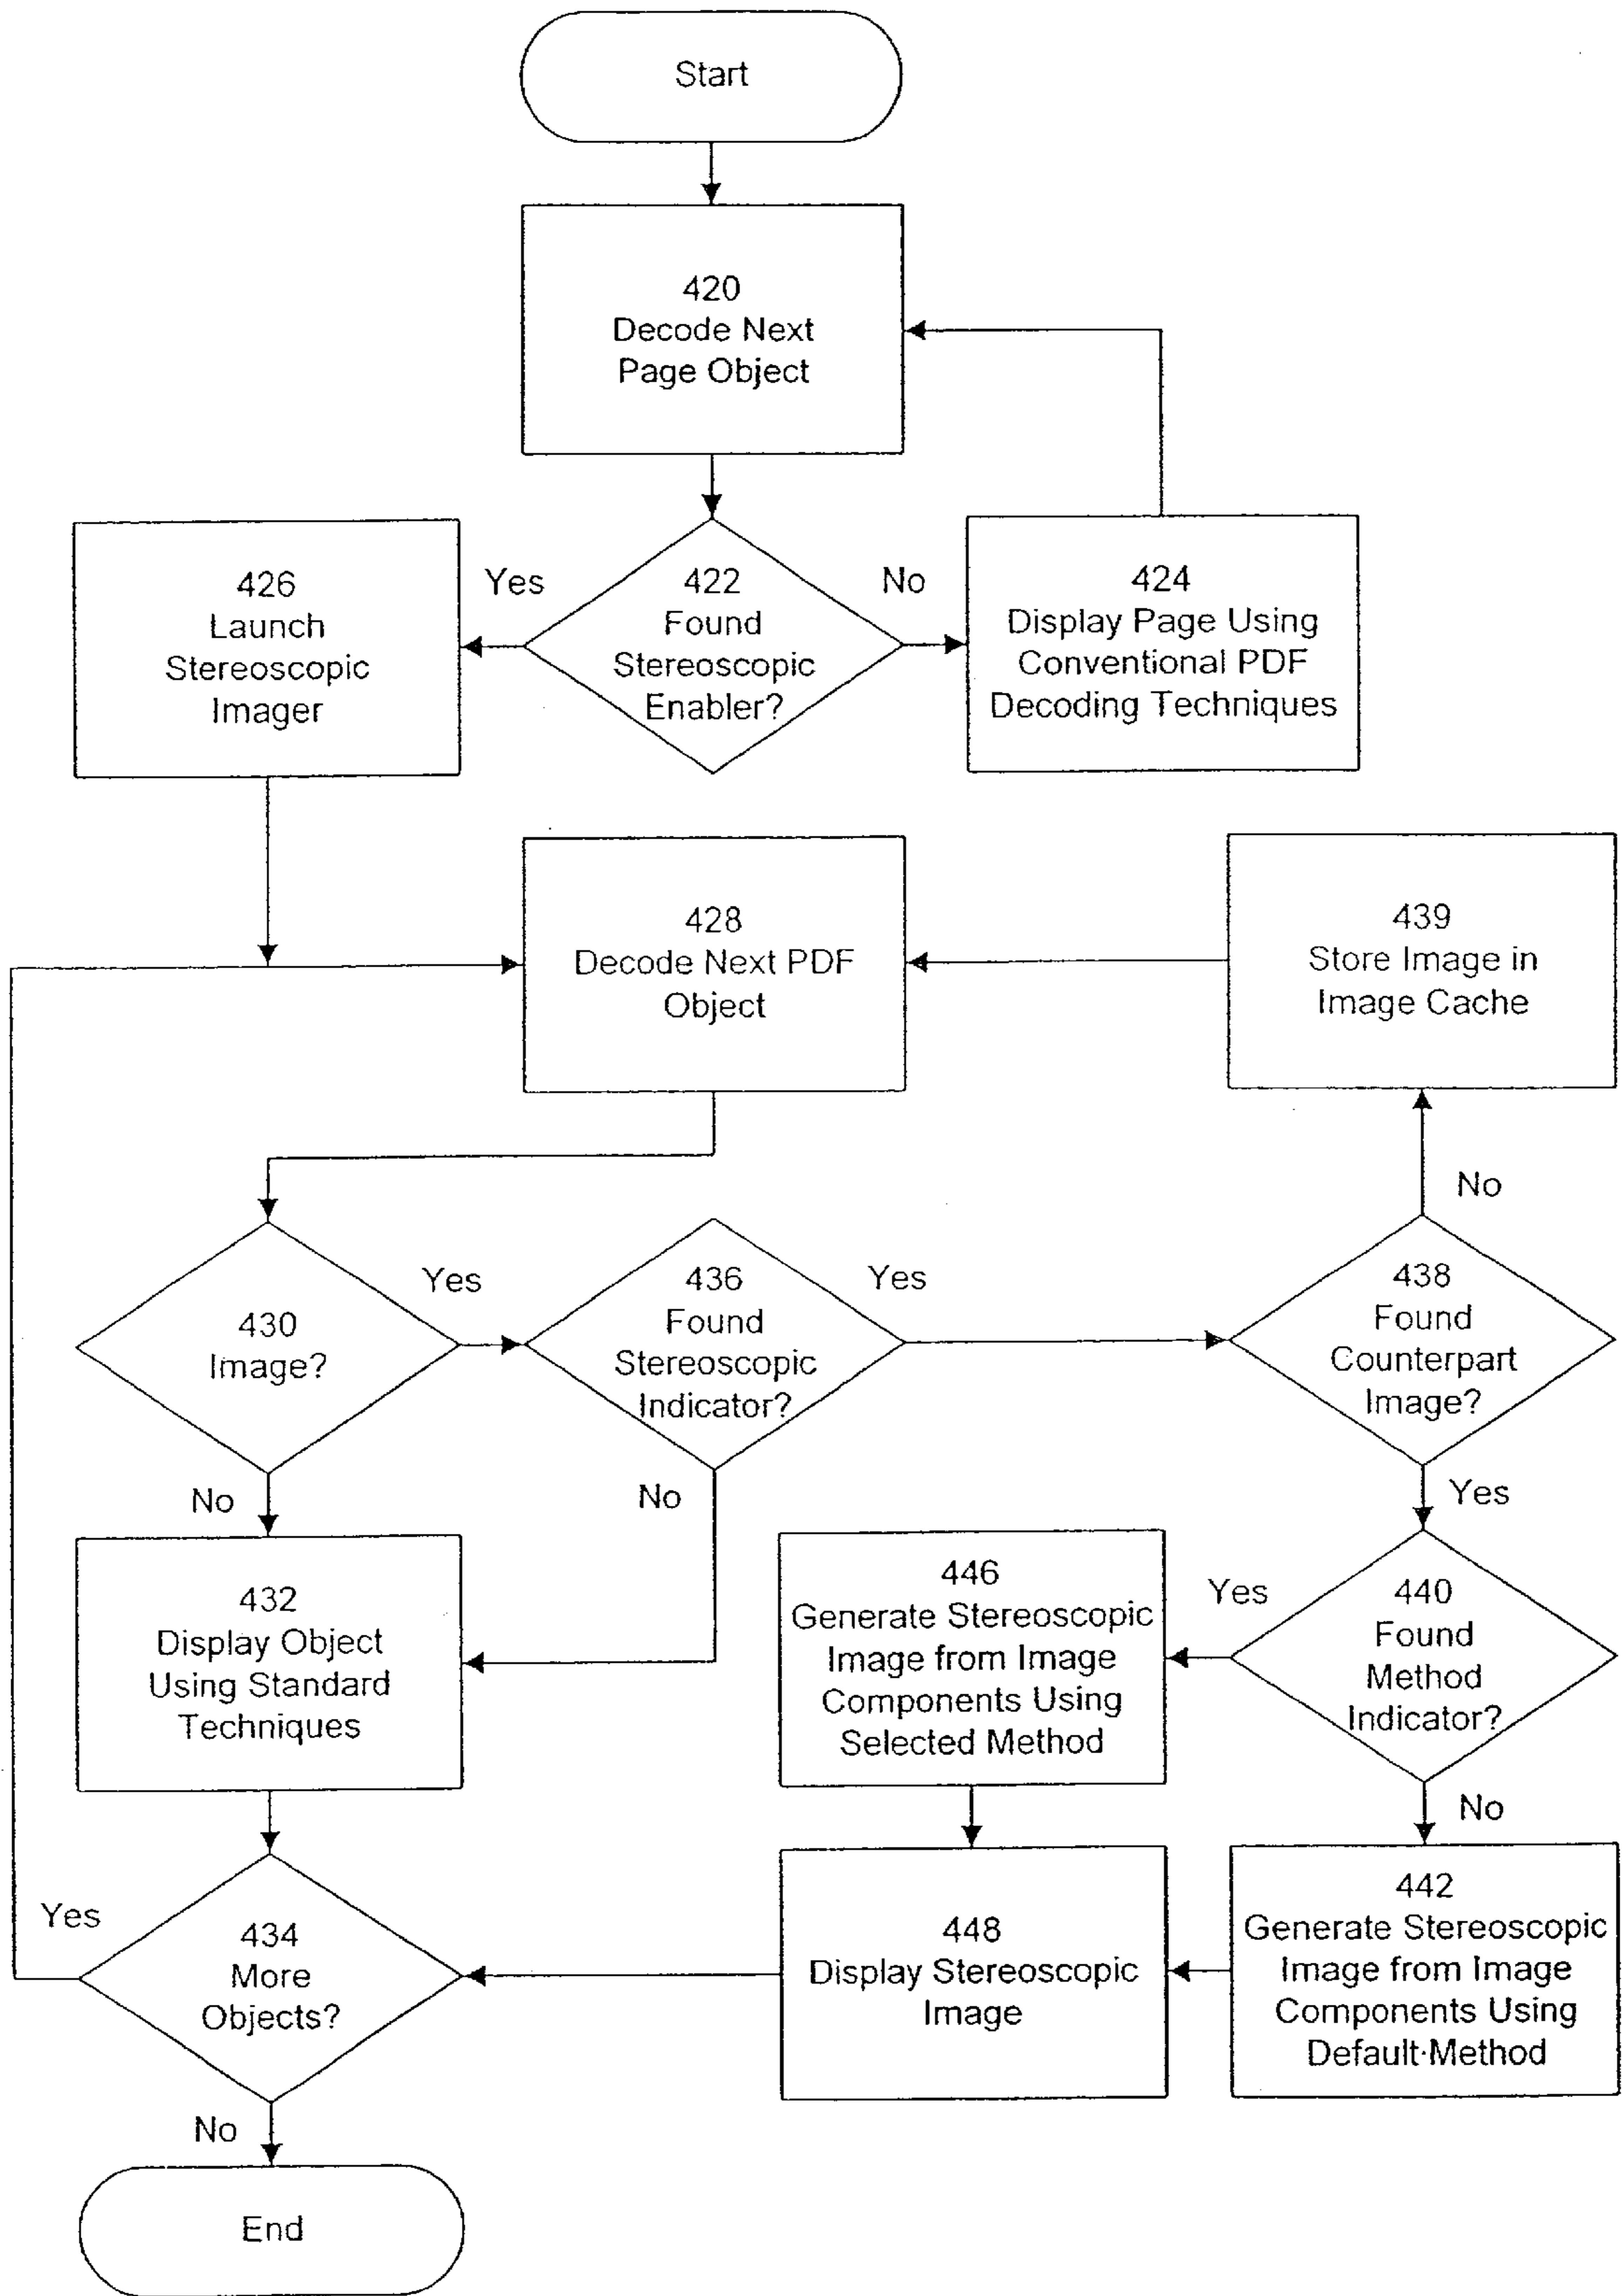 Start
420
Decode Next
Page Object
426
Launch
Stereoscopic
Imager
Yes
422
Found
Stereoscopic
Enabler?
No
424
Display Page Using
Conventional PDF
Decoding Techniques
428
Decode Next PDF
Object
439
Store Image in
Image Cache
No
430
Image?
Yes
436
Found
Stereoscopic
Indicator?
Yes
438
Found
Counterpart
Image?
No
No
Yes
432
Display Object
Using Standard
Techniques
446
Generate Stereoscopic
Image from Image
Components Using
Selected Method
Yes
440
Found
Method
Indicator?
No
Yes
434
More
Objects?
448
Display Stereoscopic
Image
442
Generate Stereoscopic
Image from Image
Components Using
Default·Method
No
End